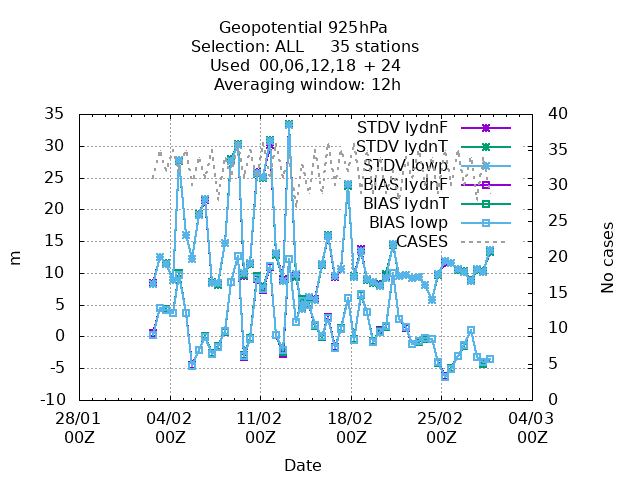 Geopotential 925hPa
Selection: ALL 35 stations
Used 00,06,12,18 + 24
Averaging window: 12h
35 40
STDV lydnF
30 35
STDV lydnT
25 STDV lowp
30
20 BIAS lydnF
BIAS lydnT
25
15 BIAS lowp
CASES
10 20
m No cases
5 15
0 10
-5 5
-10 0
28/01 04/02 11/02 18/02 25/02 04/03
00Z 00Z 00Z 00Z 00Z 00Z
Date